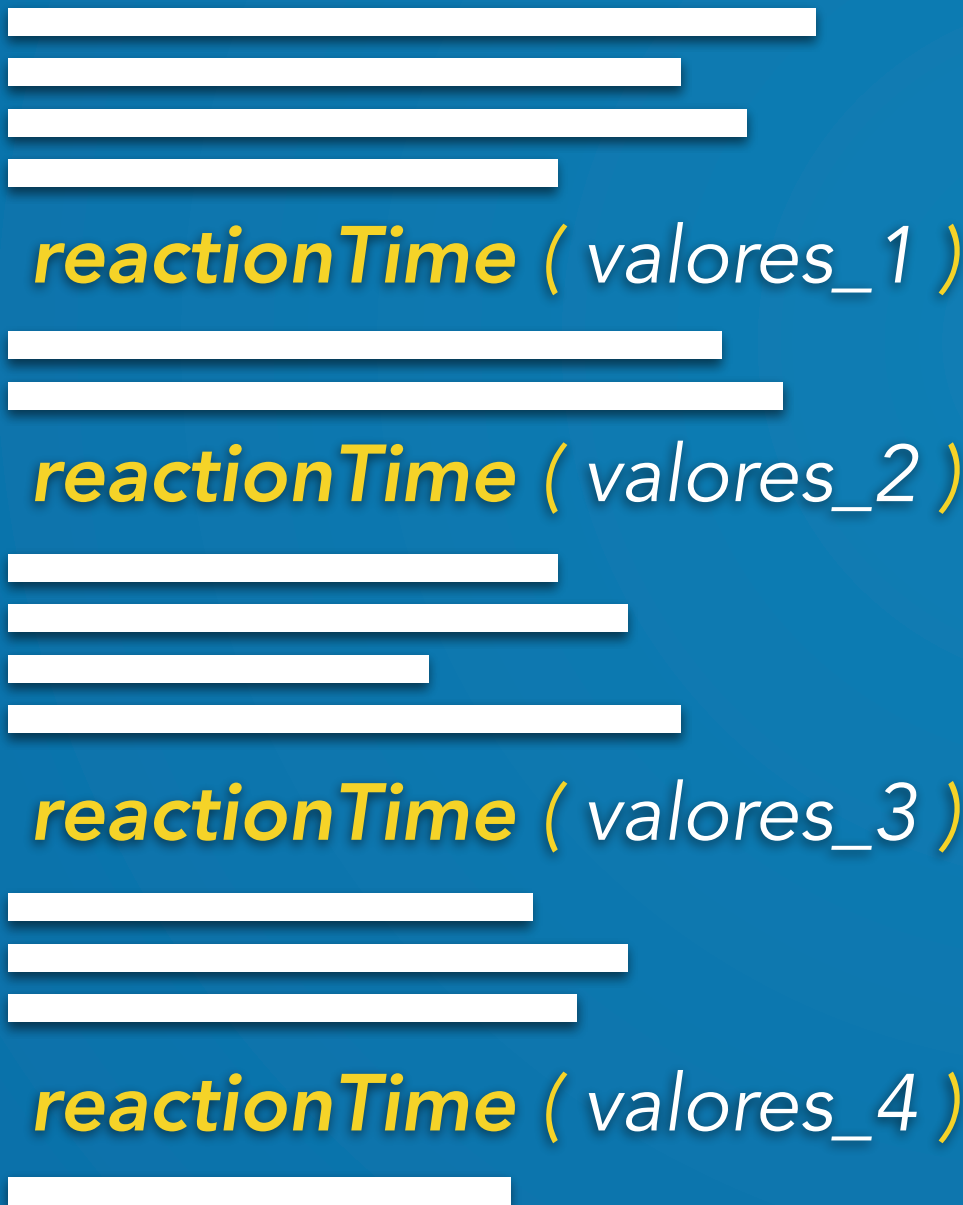 reactionTime ( valores_1 )
reactionTime ( valores_2 )
reactionTime ( valores_3 )
reactionTime ( valores_4 )